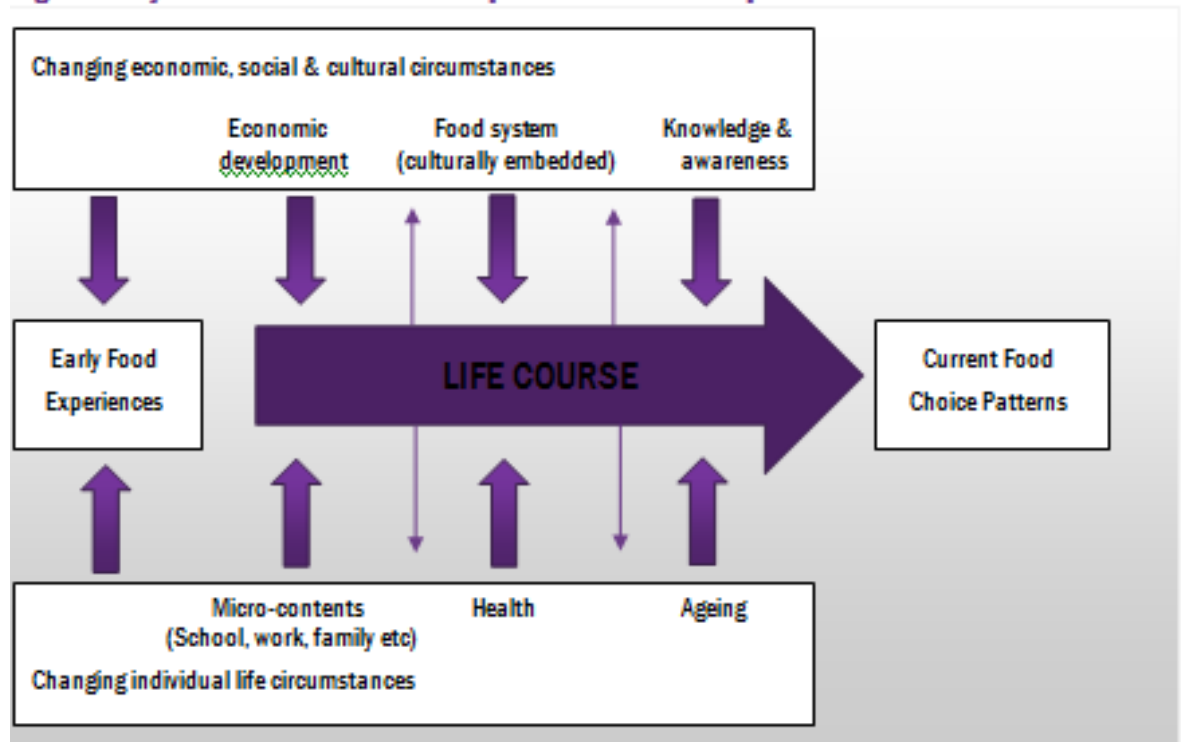 Changing economic, social & cultural circumstances
Economic
development
Food system
(culturally embedded)
Knowledge &
awareness
Early Food
Experiences
LIFE COURSE
Current Food
Choice Patterns
Micro-contents
(School, work, family etc)
Health
Ageing
Changing individual life circumstances